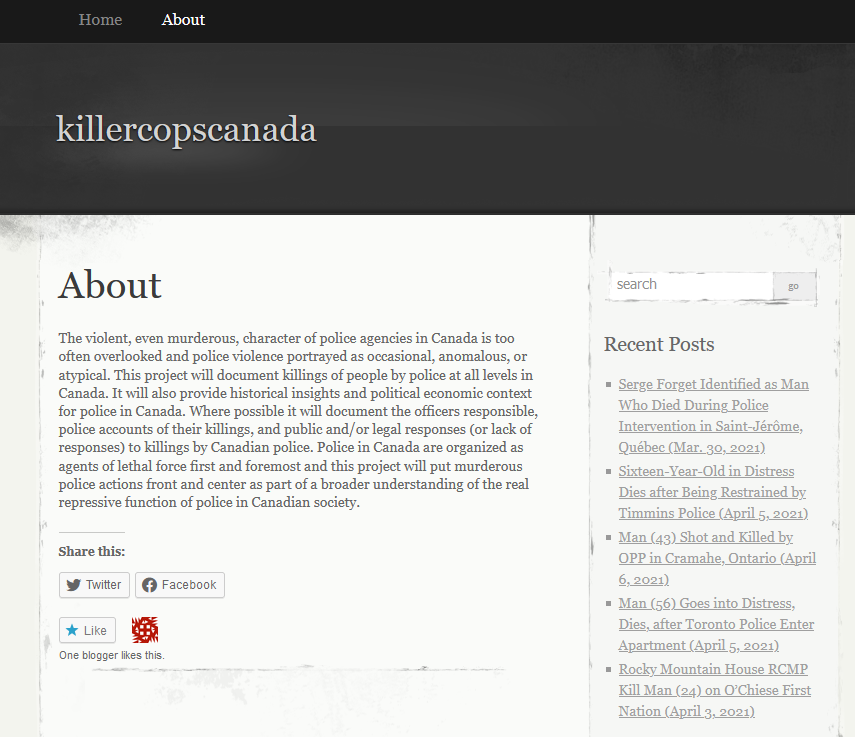 Home About
killercopscanada
About
The violent, even murderous, character of police agencies in Canada is too
often overlooked and police violence portrayed as occasional, anomalous, or
atypical. This project will document killings of people by police at all levels in
Canada. It will also provide historical insights and political economic context
for police in Canada. Where possible it will document the officers responsible,
police accounts of their killings, and public and/or legal responses (or lack of
responses) to killings by Canadian police. Police in Canada are organized as
agents of lethal force first and foremost and this project will put murderous
police actions front and center as part of a broader understanding of the real
repressive function of police in Canadian society.
Share this:
Twitter Facebook
Like
One blogger likes this.
search go
Recent Posts
Serge Forget Identified as Man
Who Died During Police
Intervention in Saint-Jérôme,
Québec (Mar. 30, 2021)
Sixteen-Year-Old in Distress
Dies after Being Restrained by
Timmins Police (April 5, 2021)
Man (43) Shot and Killed by
OPP in Cramahe, Ontario (April
6, 2021)
Man (56) Goes into Distress,
Dies, after Toronto Police Enter
Apartment (April 5, 2021)
Rocky Mountain House RCMP
Kill Man (24) on O’Chiese First
Nation (April 3, 2021)